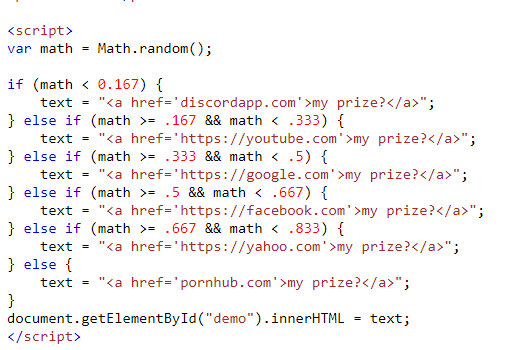 <script>
var math = Math.random();
if (math < 0.167) {
    text = "<a href='discordapp.com'>my prize?</a>";
} else if (math >= .167 && math < .333) {
    text = "<a href='https://youtube.com'>my prize?</a>";
} else if (math >= .333 && math < .5) {
    text = "<a href='https://google.com'>my prize?</a>";
} else if (math >= .5 && math < .667) {
    text = "<a href='https://facebook.com'>my prize?</a>";
} else if (math >= .667 && math < .833) {
    text = "<a href='https://yahoo.com'>my prize?</a>";
} else {
    text = "<a href='pornhub.com'>my prize?</a>";
}
document.getElementById("demo").innerHTML = text;
</script>